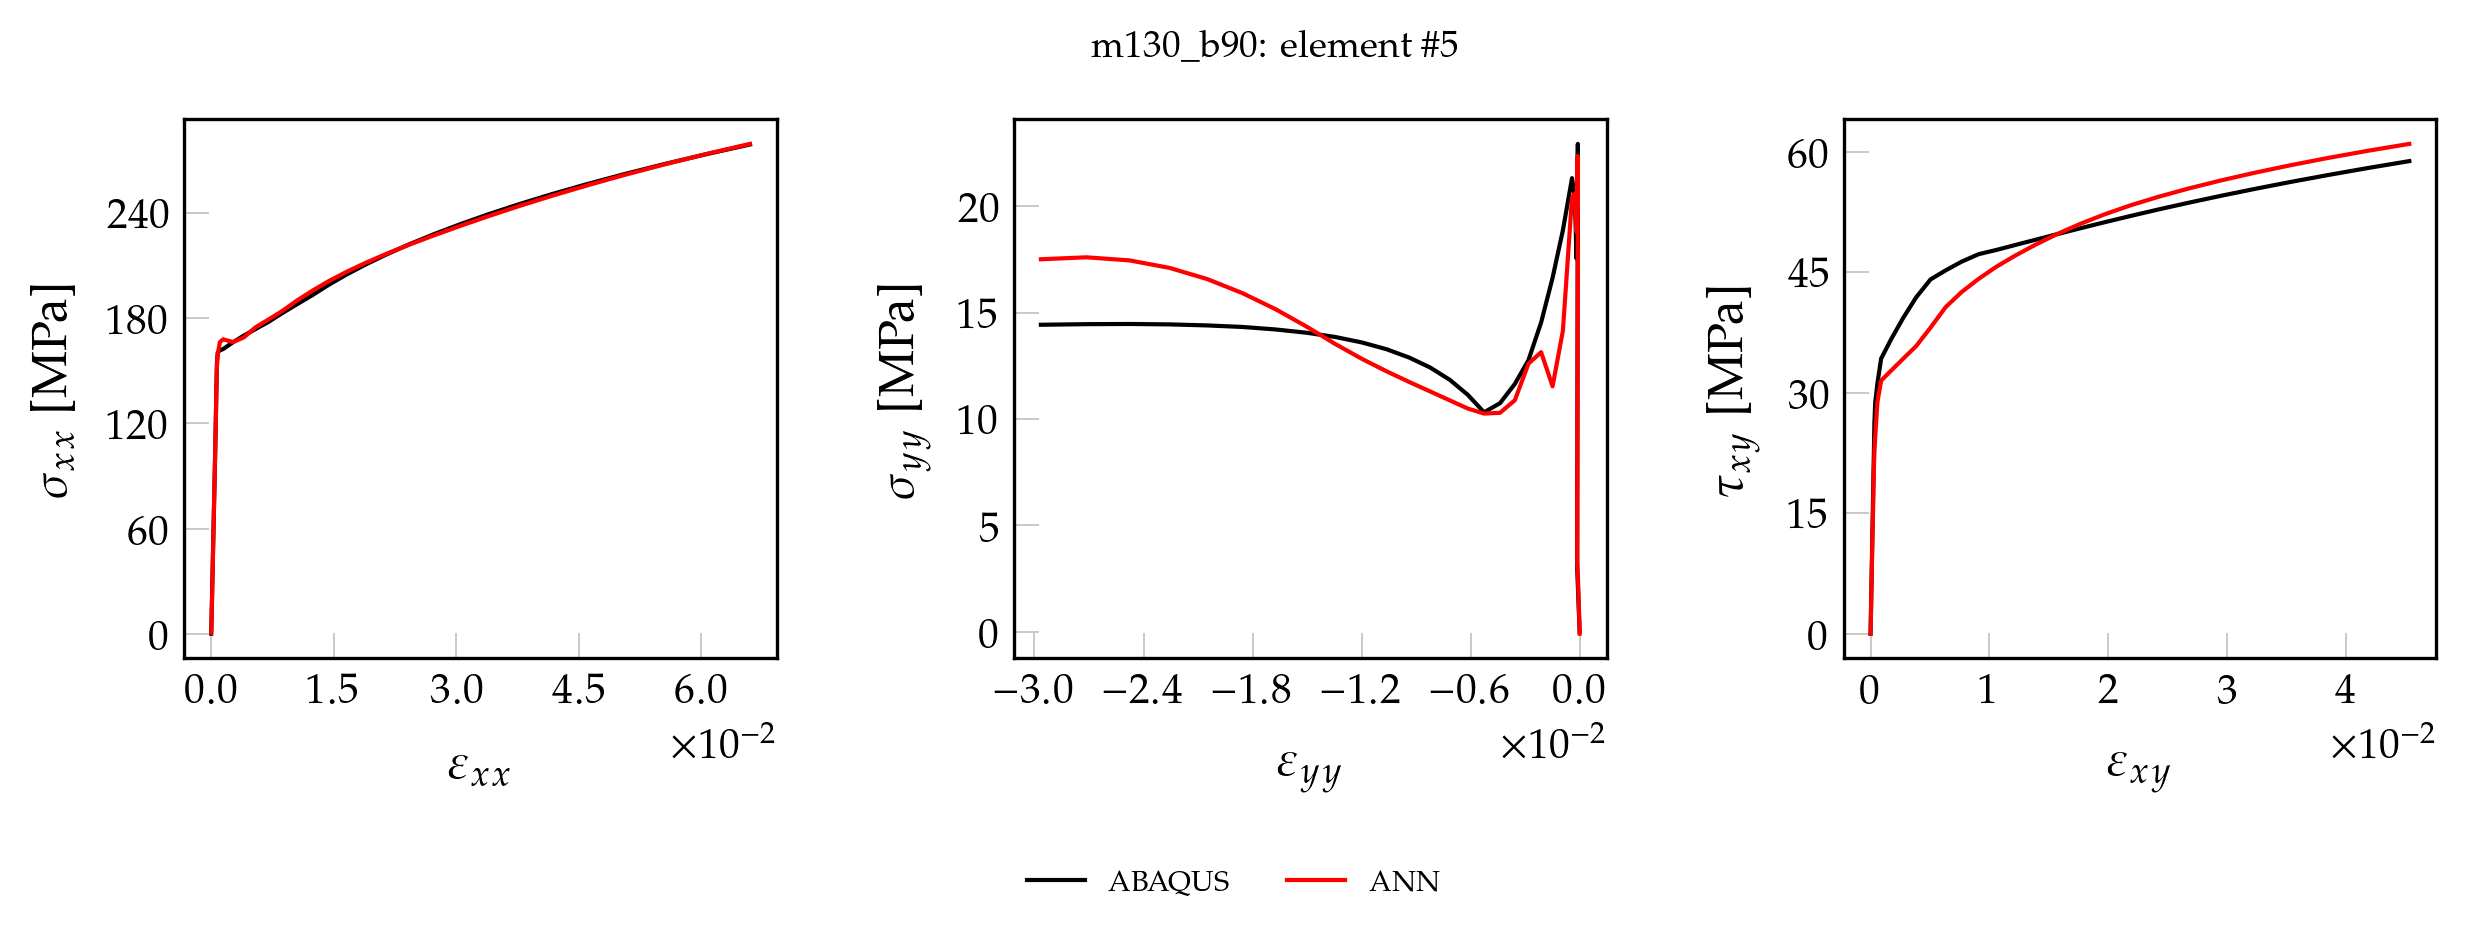 m130_b90: element #5
σxx [MPa]
240
180
120
60
0
0.0 1.5 3.0 4.5 6.0
×10−2
εxx
σyy [MPa]
20
15
10
5
0
−3.0 −2.4 −1.8 −1.2 −0.6 0.0
×10−2
εyy
τxy [MPa]
60
45
30
15
0
0 1 2 3 4
×10−2
εxy
ABAQUS ANN